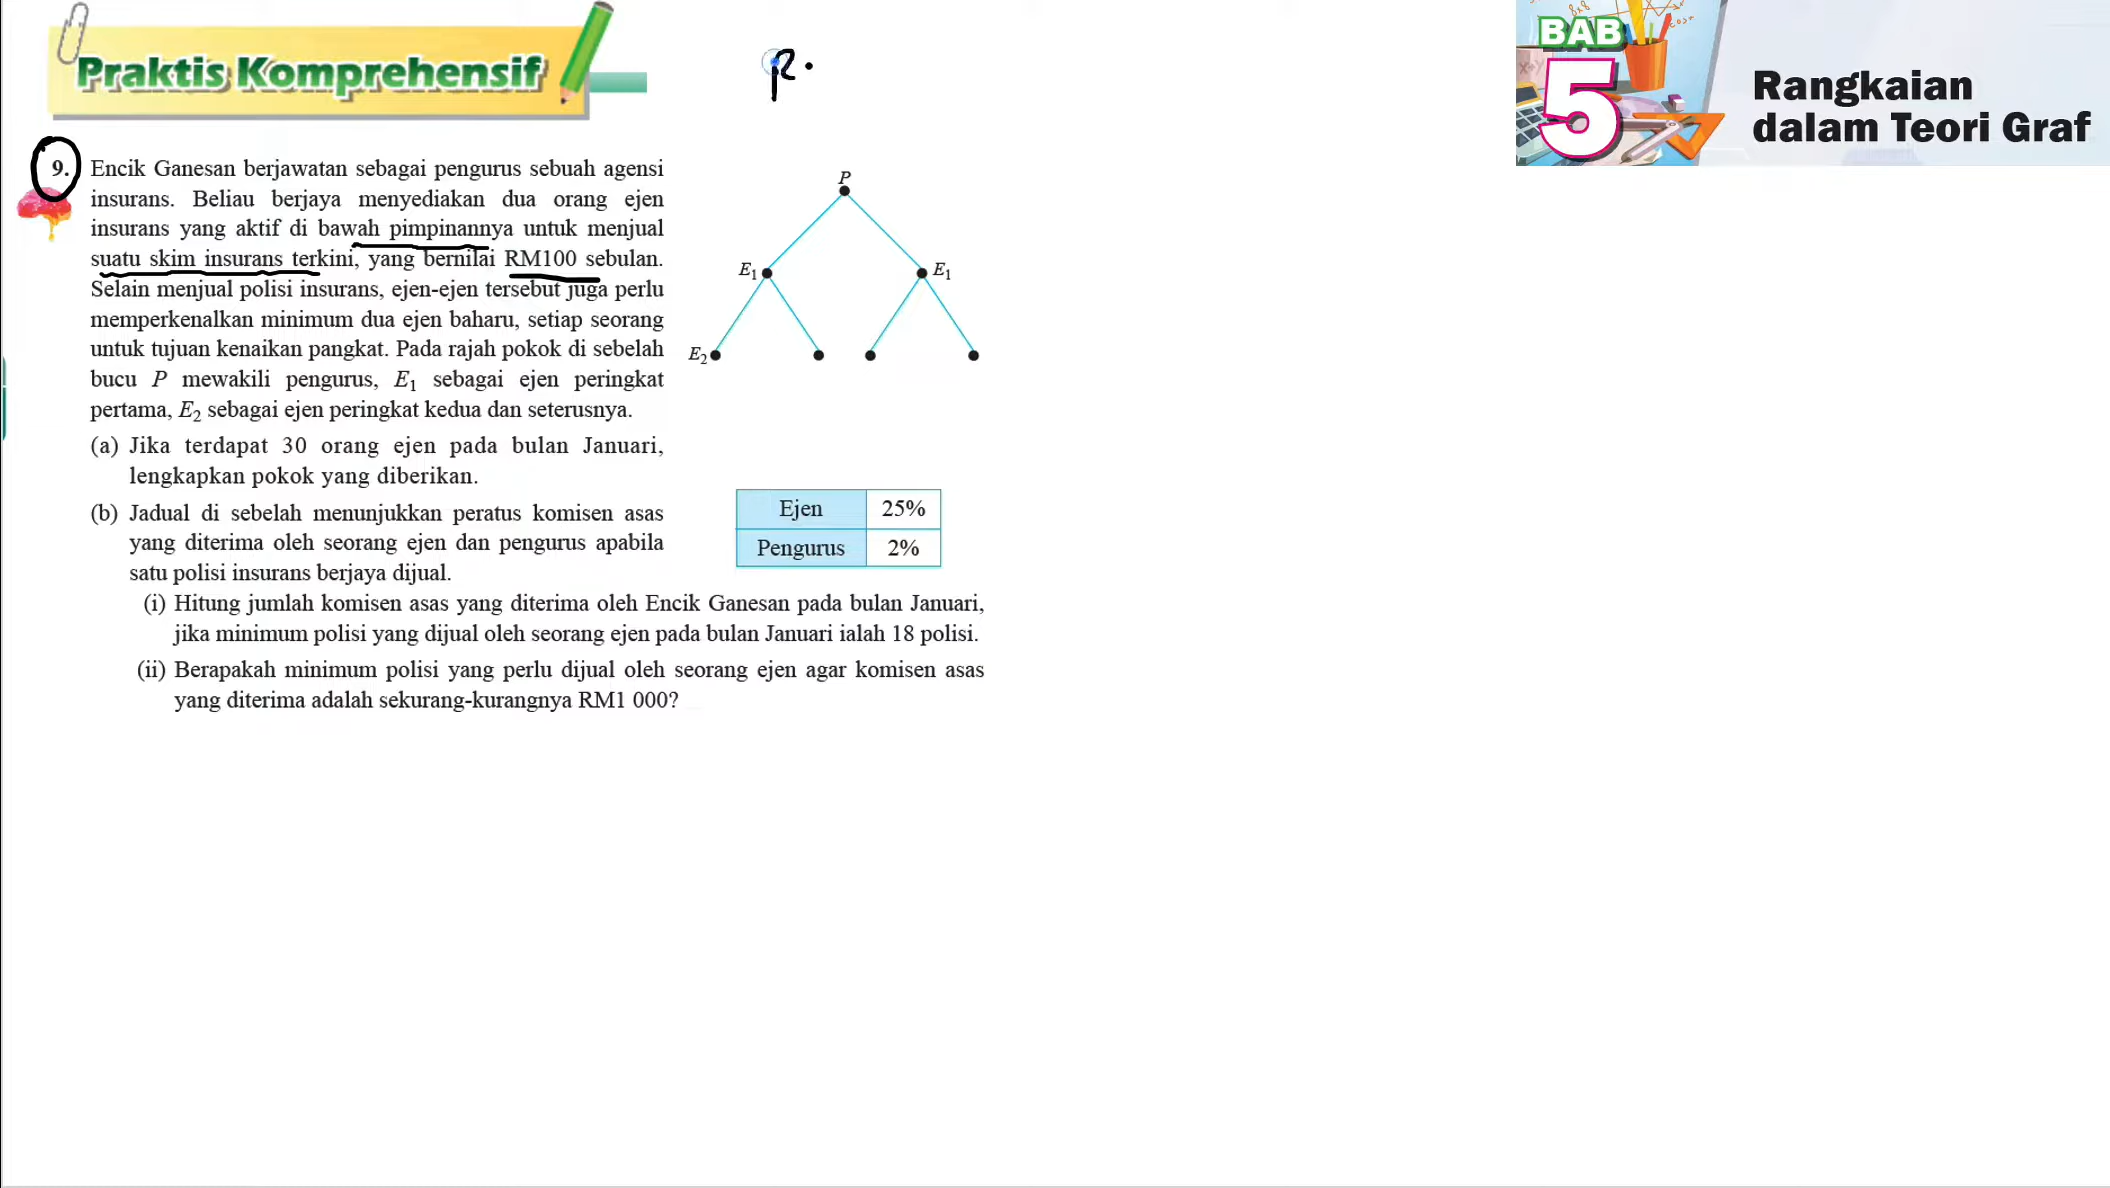 Praktis Komprehensif
P.
BAB
5
Rangkaian
dalam Teori Graf
9. Encik Ganesan berjawatan sebagai pengurus sebuah agensi
insurans. Beliau berjaya menyediakan dua orang ejen
insurans yang aktif di bawah pimpinannya untuk menjual
suatu skim insurans terkini, yang bernilai RM100 sebulan.
Selain menjual polisi insurans, ejen-ejen tersebut juga perlu
memperkenalkan minimum dua ejen baharu, setiap seorang
untuk tujuan kenaikan pangkat. Pada rajah pokok di sebelah
bucu P mewakili pengurus, E₁ sebagai ejen peringkat
pertama, E₂ sebagai ejen peringkat kedua dan seterusnya.
P
E₁ E₁
E₂
(a) Jika terdapat 30 orang ejen pada bulan Januari,
lengkapkan pokok yang diberikan.
(b) Jadual di sebelah menunjukkan peratus komisen asas
yang diterima oleh seorang ejen dan pengurus apabila
satu polisi insurans berjaya dijual.
Ejen 25%
Pengurus 2%
(i) Hitung jumlah komisen asas yang diterima oleh Encik Ganesan pada bulan Januari,
jika minimum polisi yang dijual oleh seorang ejen pada bulan Januari ialah 18 polisi.
(ii) Berapakah minimum polisi yang perlu dijual oleh seorang ejen agar komisen asas
yang diterima adalah sekurang-kurangnya RM1 000?